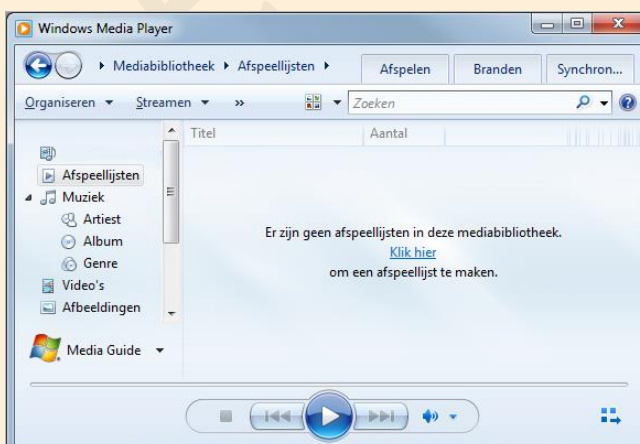 Windows Media Player
Mediabibliotheek Afspeellijsten
Afspelen Branden Synchron...
Organiseren Streamen » Zoeken
Titel Aantal
Afspeellijsten
Muziek
Artiest
Album
Genre
Video's
Afbeeldingen
Er zijn geen afspeellijsten in deze mediabibliotheek.
Klik hier
om een afspeellijst te maken.
Media Guide